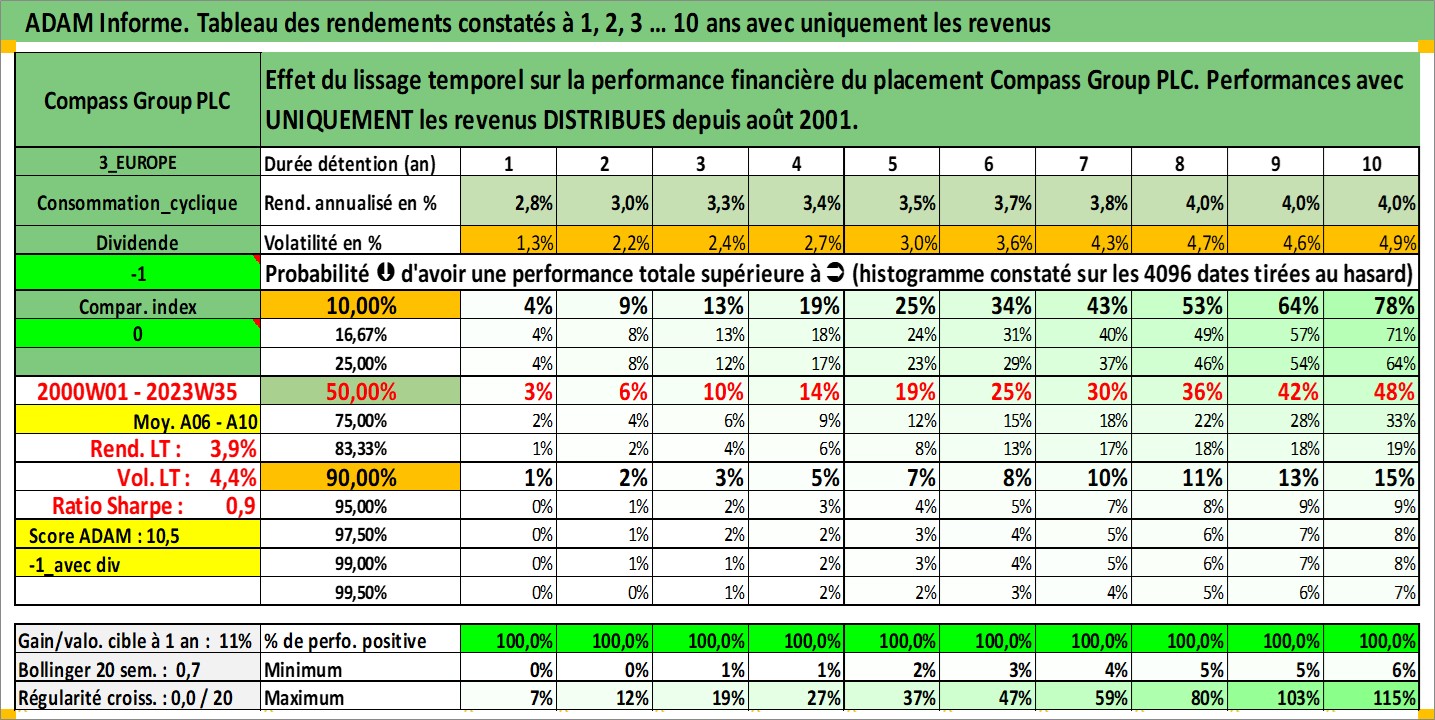 ADAM Informe. Tableau des rendements constatés à 1, 2, 3 ... 10 ans avec uniquement les revenus
Compass Group PLC
Effet du lissage temporel sur la performance financière du placement Compass Group PLC. Performances avec
UNIQUEMENT les revenus DISTRIBUES depuis août 2001.
3_EUROPE Durée détention (an) 1 2 3 4 5 6 7 8 9 10
Consommation_cyclique Rend. annualisé en % 2,8% 3,0% 3,3% 3,4% 3,5% 3,7% 3,8% 4,0% 4,0% 4,0%
Dividende Volatilité en % 1,3% 2,2% 2,4% 2,7% 3,0% 3,6% 4,3% 4,7% 4,6% 4,9%
-1 Probabilité d'avoir une performance totale supérieure à (histogramme constaté sur les 4096 dates tirées au hasard)
Compar. index 10,00% 4% 9% 13% 19% 25% 34% 43% 53% 64% 78%
0 16,67% 4% 8% 13% 18% 24% 31% 40% 49% 57% 71%
25,00% 4% 8% 12% 17% 23% 29% 37% 46% 54% 64%
2000W01 - 2023W35 50,00% 3% 6% 10% 14% 19% 25% 30% 36% 42% 48%
Moy. A06 - A10 75,00% 2% 4% 6% 9% 12% 15% 18% 22% 28% 33%
Rend. LT : 3,9% 83,33% 1% 2% 4% 6% 8% 13% 17% 18% 18% 19%
Vol. LT : 4,4% 90,00% 1% 2% 3% 5% 7% 8% 10% 11% 13% 15%
Ratio Sharpe : 0,9 95,00% 0% 1% 2% 3% 4% 5% 7% 8% 9% 9%
Score ADAM : 10,5 97,50% 0% 1% 2% 2% 3% 4% 5% 6% 7% 8%
-1_avec div 99,00% 0% 1% 1% 2% 3% 4% 5% 6% 7% 8%
99,50% 0% 0% 1% 2% 2% 3% 4% 5% 6% 7%
Gain/valo. cible à 1 an : 11% % de perfo. positive 100,0% 100,0% 100,0% 100,0% 100,0% 100,0% 100,0% 100,0% 100,0% 100,0%
Bollinger 20 sem. : 0,7 Minimum 0% 0% 1% 1% 2% 3% 4% 5% 5% 6%
Régularité croiss. : 0,0 / 20 Maximum 7% 12% 19% 27% 37% 47% 59% 80% 103% 115%